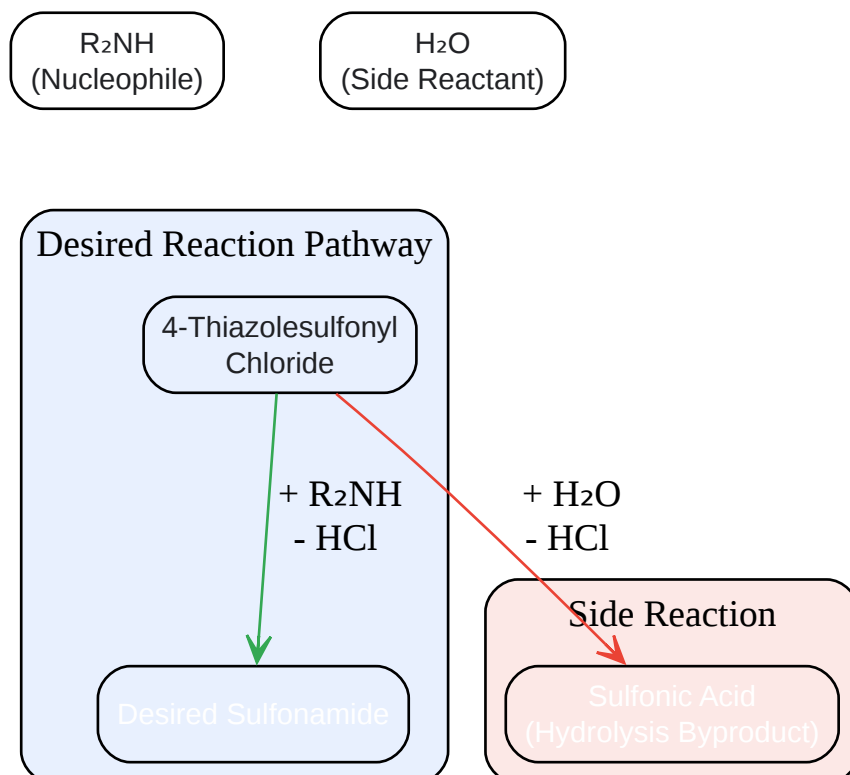 R₂NH
(Nucleophile)
H₂O
(Side Reactant)
Desired Reaction Pathway
4-Thiazolesulfonyl
Chloride
+ R₂NH
- HCl
+ H₂O
- HCl
Side Reaction
Desired Sulfonamide
Sulfonic Acid
(Hydrolysis Byproduct)